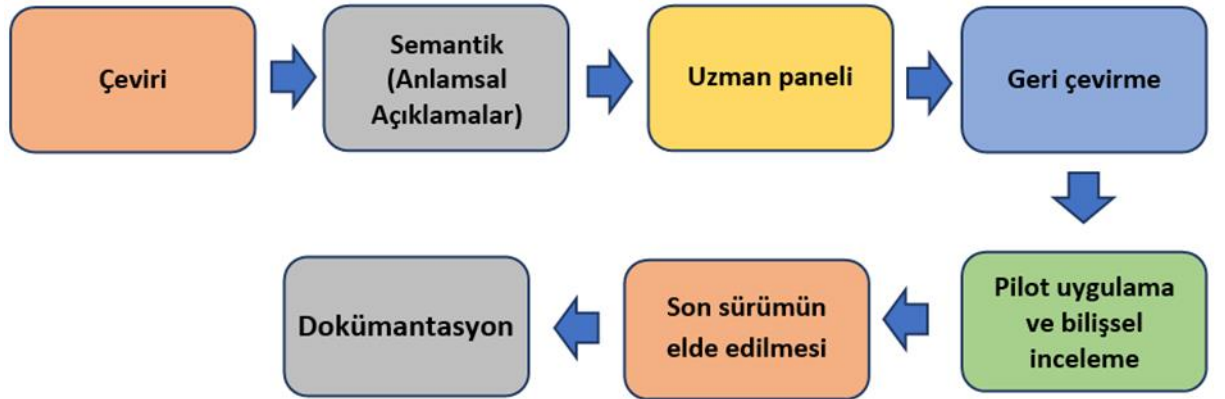 Çeviri
Semantik
(Anlamsal
Açıklamalar)
Uzman paneli
Geri çevirme
Pilot uygulama
ve bilişsel
inceleme
Son sürümün
elde edilmesi
Dokümantasyon